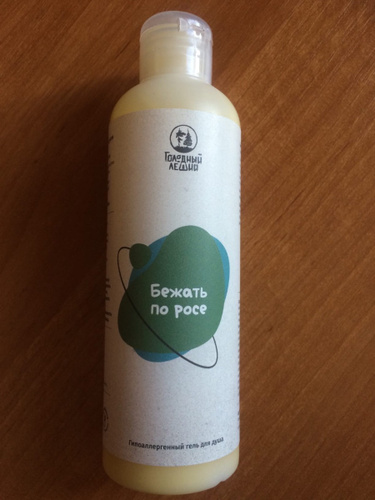 Голодный
Леший
Бежать
по росе
Гипоаллергенный гель для душа